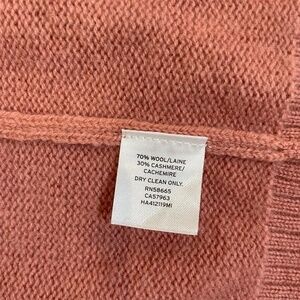 70% WOOL/LAINE
30% CASHMERE/
CACHEMIRE
DRY CLEAN ONLY.
RN58665
CA57963
HA412119MI